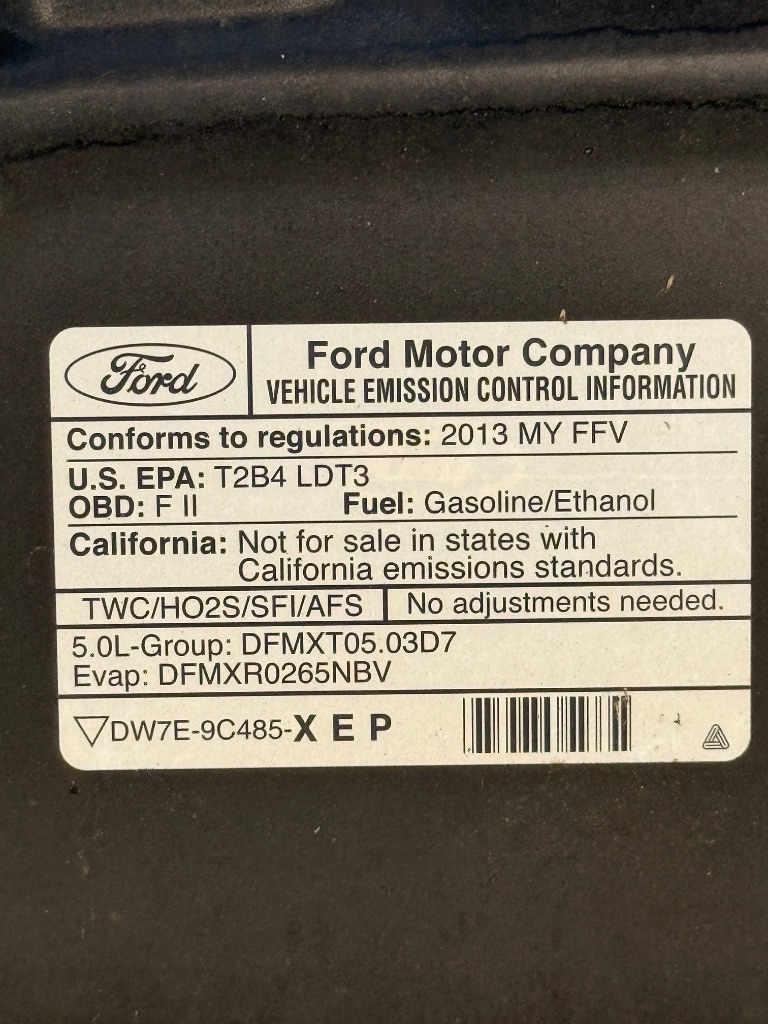 Ford
Ford Motor Company
VEHICLE EMISSION CONTROL INFORMATION
Conforms to regulations: 2013 MY FFV
U.S. EPA: T2B4 LDT3
OBD: F II Fuel: Gasoline/Ethanol
California: Not for sale in states with
California emissions standards.
TWC/HO2S/SFI/AFS No adjustments needed.
5.0L-Group: DFMXT05.03D7
Evap: DFMXR0265NBV
DW7E-9C485-X E P